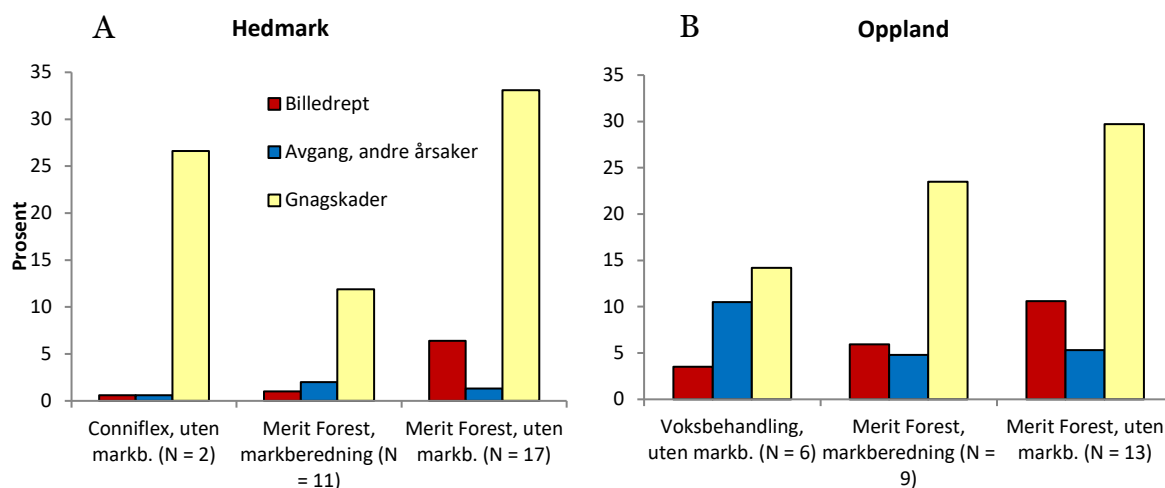 A
Hedmark
35
30
25
20
15
10
5
0
Prosent
Billedrept
Avgang, andre årsaker
Gnagskader
Conniflex, uten
markb. (N = 2)
Merit Forest,
markberedning (N
= 11)
Merit Forest, uten
markb. (N = 17)
B
Oppland
35
30
25
20
15
10
5
0
Voksbehandling,
uten markb. (N = 6)
Merit Forest,
markberedning (N =
9)
Merit Forest, uten
markb. (N = 13)